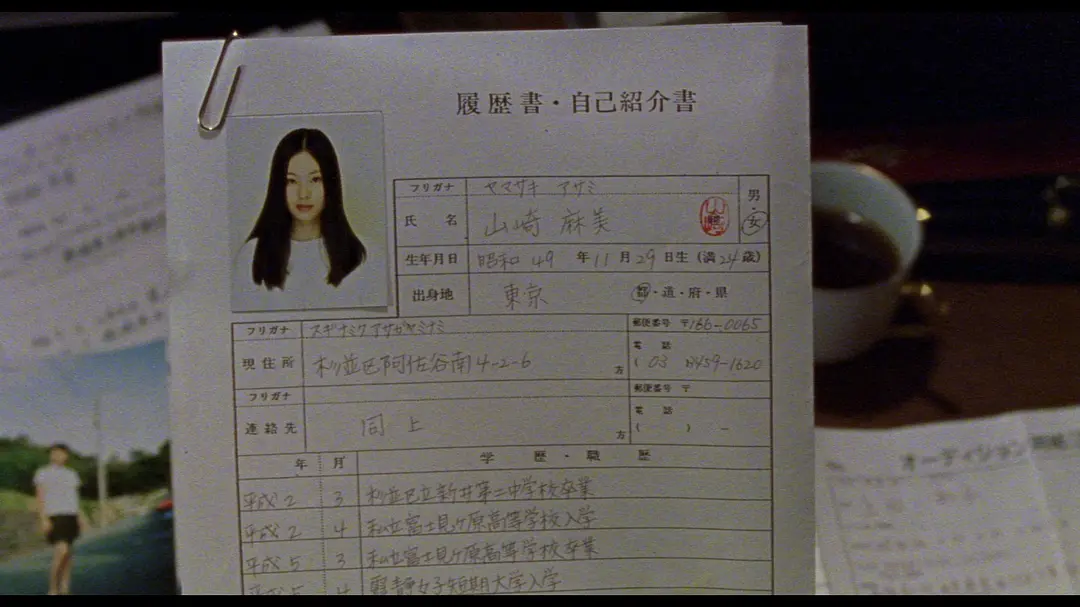 履歴書・自己紹介書
フリガナ ヤマサキ アサミ
氏名 山崎 麻美
男・女
生年月日 昭和 49 年 11 月 29 日生 (満 24 歳)
出身地 東京 都・道・府・県
フリガナ スギナミク アサガヤミナミ
郵便番号 〒166-0065
現住所 杉並区阿佐谷南4-2-6 方
電話 (03) 459-1620
フリガナ
郵便番号 〒
連絡先 同上 方
電話 ( ) -
年 月 学歴・職歴
平成2 3 杉並区立新井第二中学校卒業
平成2 4 私立富士見ヶ原高等学校入学
平成5 3 私立富士見ヶ原高等学校卒業
平成5 4 女子短期大学入学
オーディション